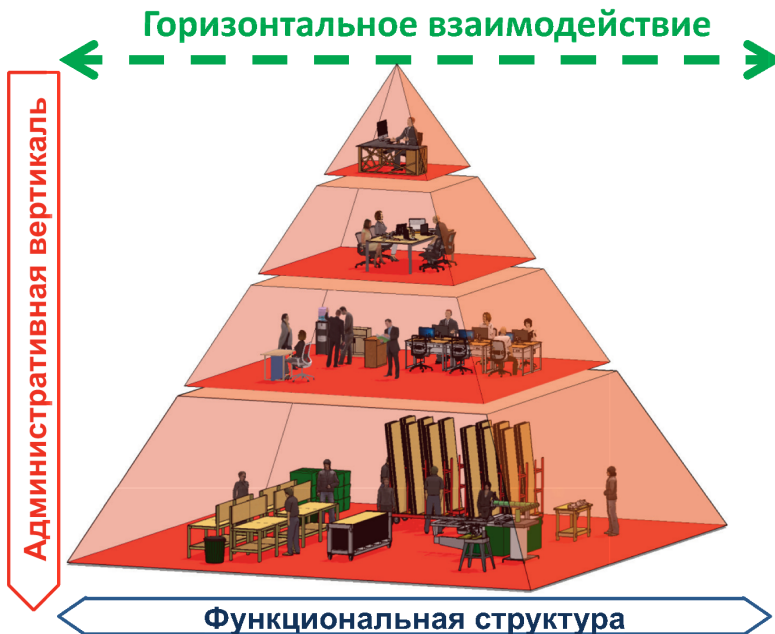 Горизонтальное взаимодействие
Административная вертикаль
Функциональная структура